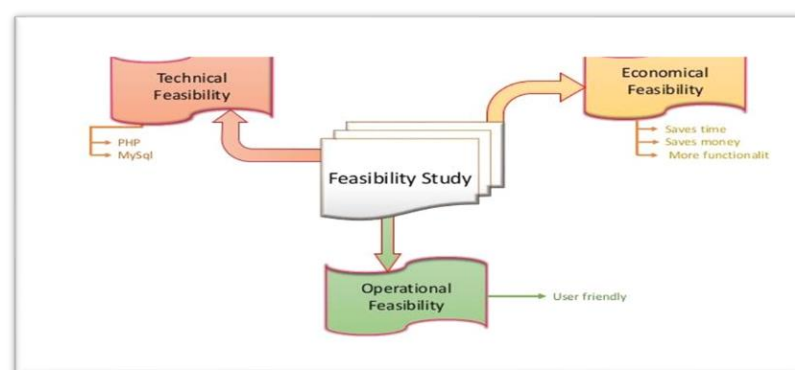 Technical
Feasibility
PHP
MySql
Economical
Feasibility
Saves time
Saves money
More functionalit
Feasibility Study
Operational
Feasibility
User friendly